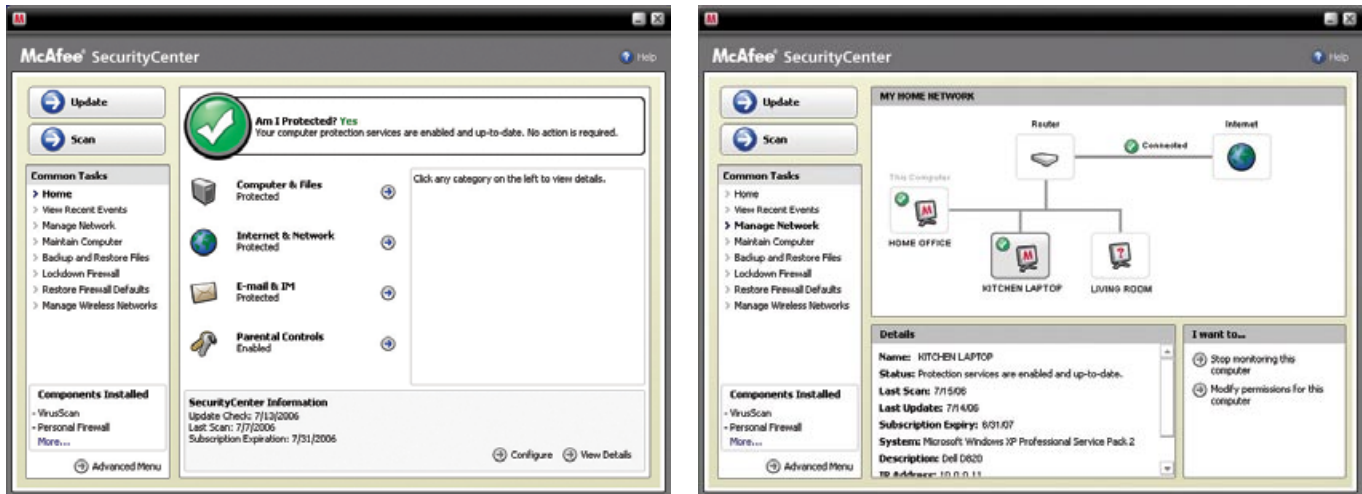 M
McAfee® SecurityCenter
? Help
Update
Scan
Common Tasks
> Home
> View Recent Events
> Manage Network
> Maintain Computer
> Backup and Restore Files
> Lockdown Firewall
> Restore Firewall Defaults
> Manage Wireless Networks
Components Installed
- VirusScan
- Personal Firewall
More...
Advanced Menu
Am I Protected? Yes
Your computer protection services are enabled and up-to-date. No action is required.
Computer & Files
Protected
Internet & Network
Protected
E-mail & IM
Protected
Parental Controls
Enabled
Click any category on the left to view details.
SecurityCenter Information
Update Check: 7/13/2006
Last Scan: 7/7/2006
Subscription Expiration: 7/31/2006
Configure View Details
M
McAfee® SecurityCenter
? Help
Update
Scan
Common Tasks
> Home
> View Recent Events
> Manage Network
> Maintain Computer
> Backup and Restore Files
> Lockdown Firewall
> Restore Firewall Defaults
> Manage Wireless Networks
Components Installed
- VirusScan
- Personal Firewall
More...
Advanced Menu
MY HOME NETWORK
Router
Internet
Connected
This Computer
M
HOME OFFICE
M
KITCHEN LAPTOP
?
LIVING ROOM
Details
Name: KITCHEN LAPTOP
Status: Protection services are enabled and up-to-date.
Last Scan: 7/15/06
Last Update: 7/14/06
Subscription Expiry: 8/31/07
System: Microsoft Windows XP Professional Service Pack 2
Description: Dell D820
IP Address: 10.0.0.11
I want to...
Stop monitoring this
computer
Modify permissions for this
computer